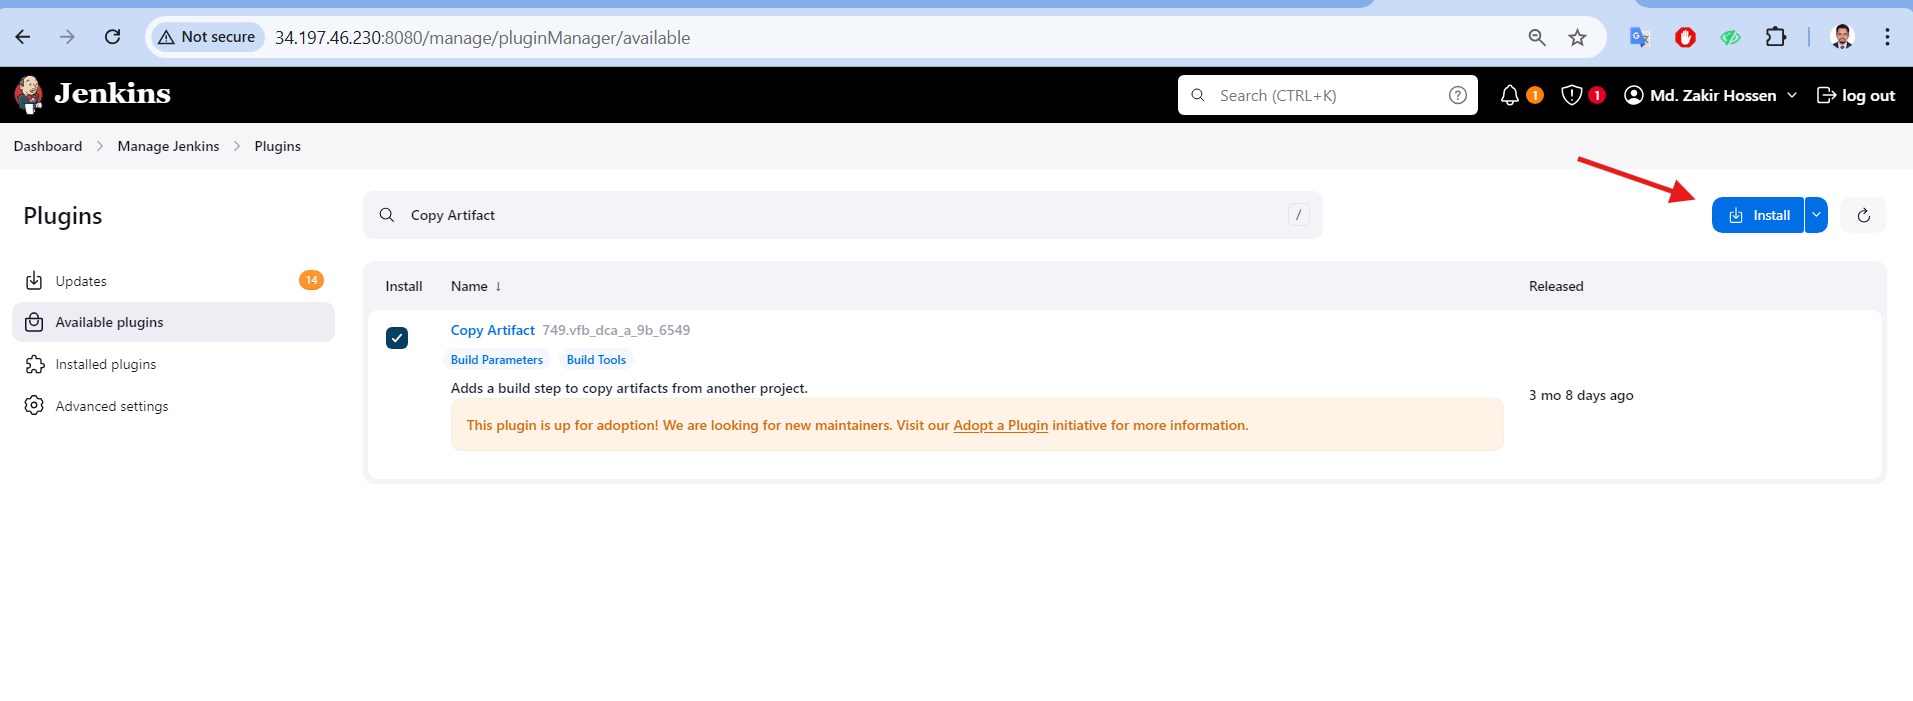 Not secure 34.197.46.230:8080/manage/pluginManager/available
Jenkins
Search (CTRL+K)
1
1
Md. Zakir Hossen
log out
Dashboard
Manage Jenkins
Plugins
Plugins
Copy Artifact
/
Install
Updates 14
Available plugins
Installed plugins
Advanced settings
Install Name ↓ Released
Copy Artifact 749.vfb_dca_a_9b_6549
Build Parameters Build Tools
Adds a build step to copy artifacts from another project.
3 mo 8 days ago
This plugin is up for adoption! We are looking for new maintainers. Visit our Adopt a Plugin initiative for more information.